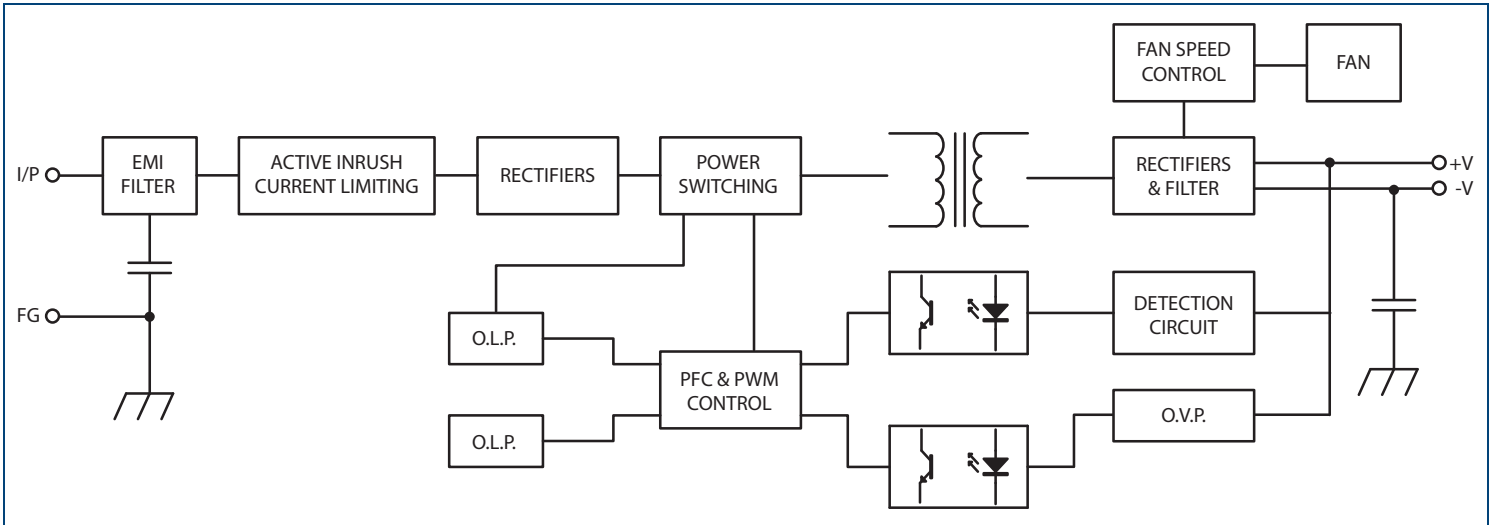 FAN SPEED
CONTROL
FAN
I/P
EMI
FILTER
ACTIVE INRUSH
CURRENT LIMITING
RECTIFIERS
POWER
SWITCHING
RECTIFIERS
& FILTER
+V
-V
FG
O.L.P.
DETECTION
CIRCUIT
PFC & PWM
CONTROL
O.L.P.
O.V.P.